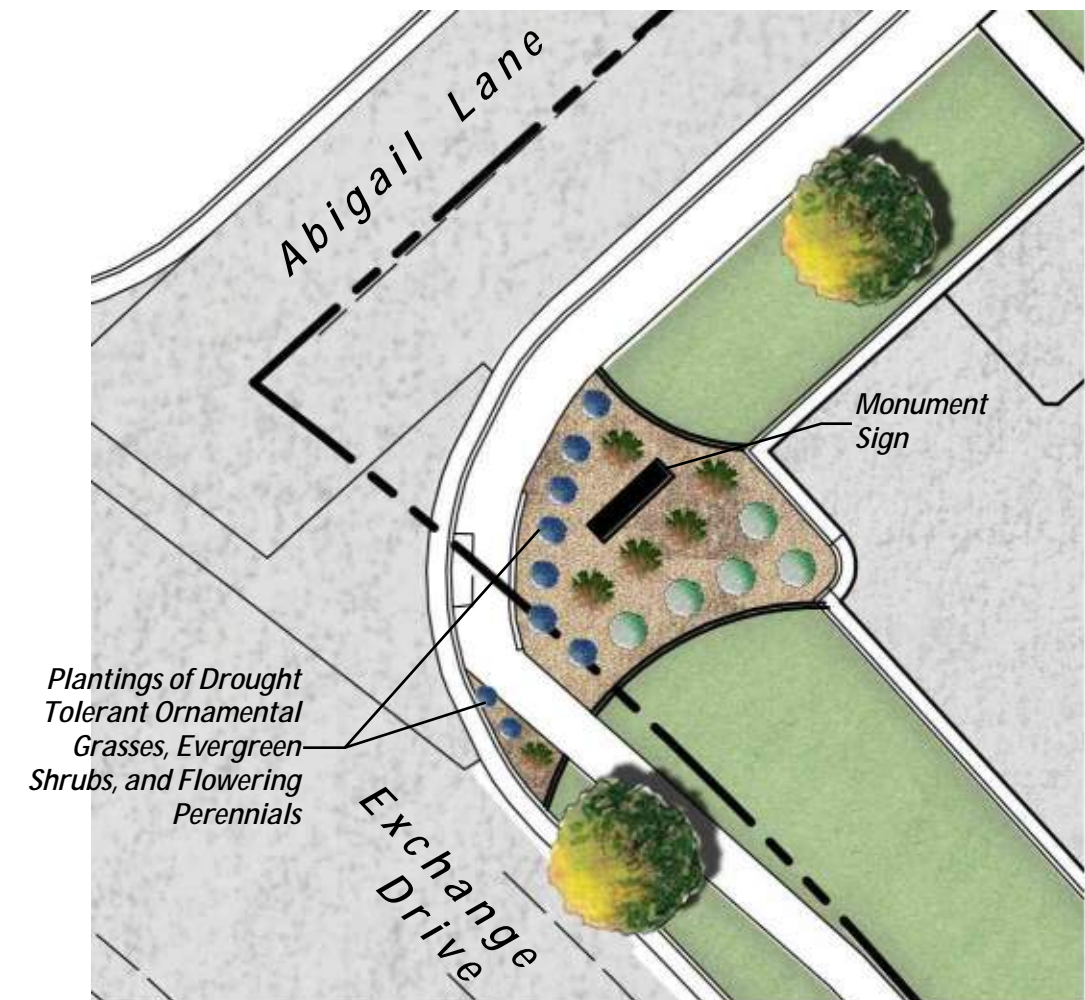 Abigail Lane
Monument
Sign
Plantings of Drought
Tolerant Ornamental
Grasses, Evergreen
Shrubs, and Flowering
Perennials
Exchange
Drive